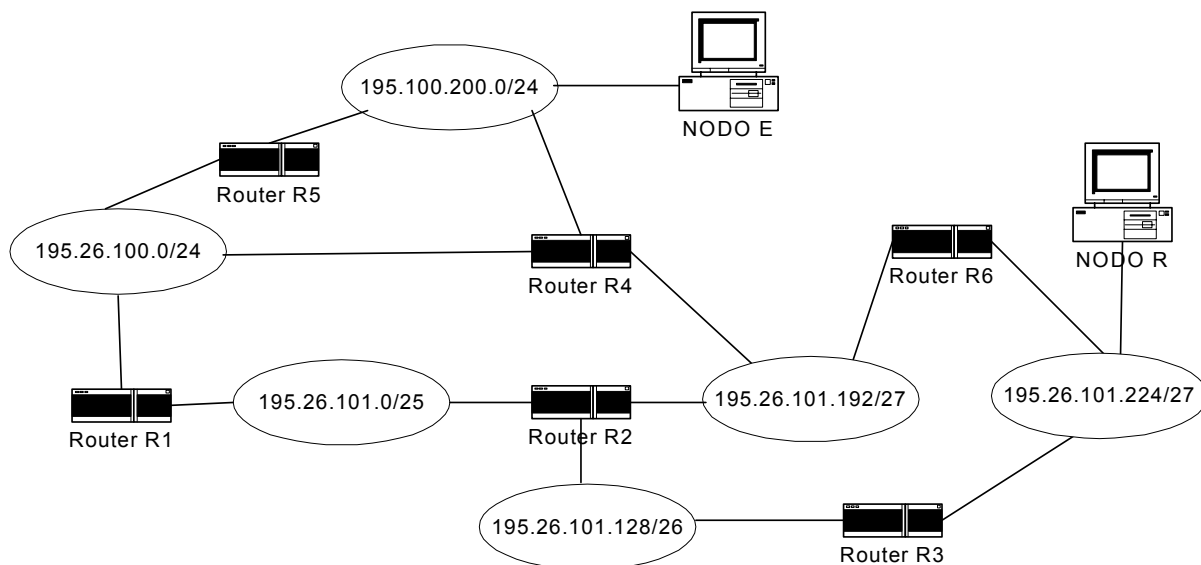 195.100.200.0/24
NODO E
Router R5
195.26.100.0/24
Router R4
Router R6
NODO R
Router R1
195.26.101.0/25
Router R2
195.26.101.192/27
195.26.101.224/27
195.26.101.128/26
Router R3